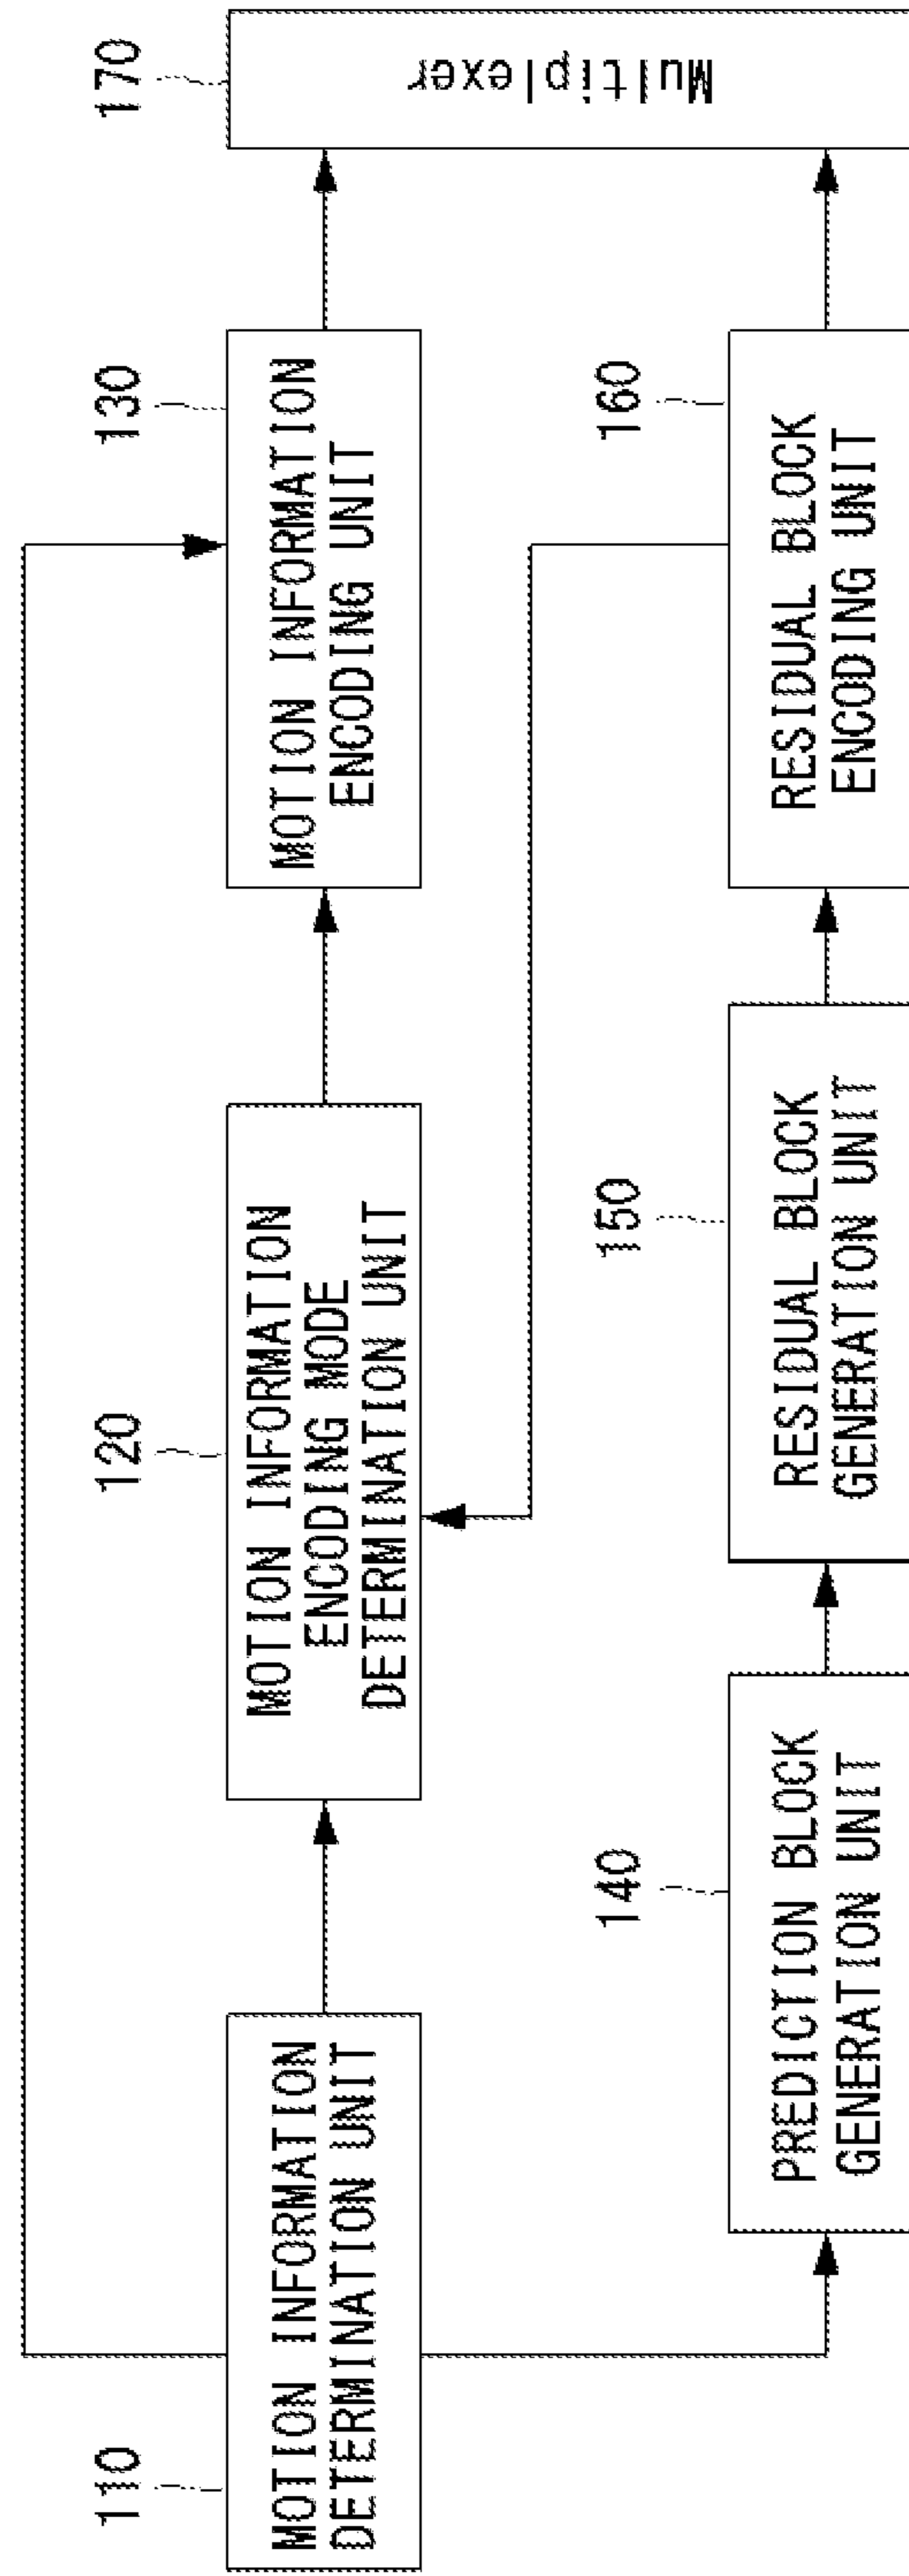 110
MOTION INFORMATION
DETERMINATION UNIT
120
MOTION INFORMATION
ENCODING MODE
DETERMINATION UNIT
130
MOTION INFORMATION
ENCODING UNIT
170
Multiplexer
140
PREDICTION BLOCK
GENERATION UNIT
150
RESIDUAL BLOCK
GENERATION UNIT
160
RESIDUAL BLOCK
ENCODING UNIT